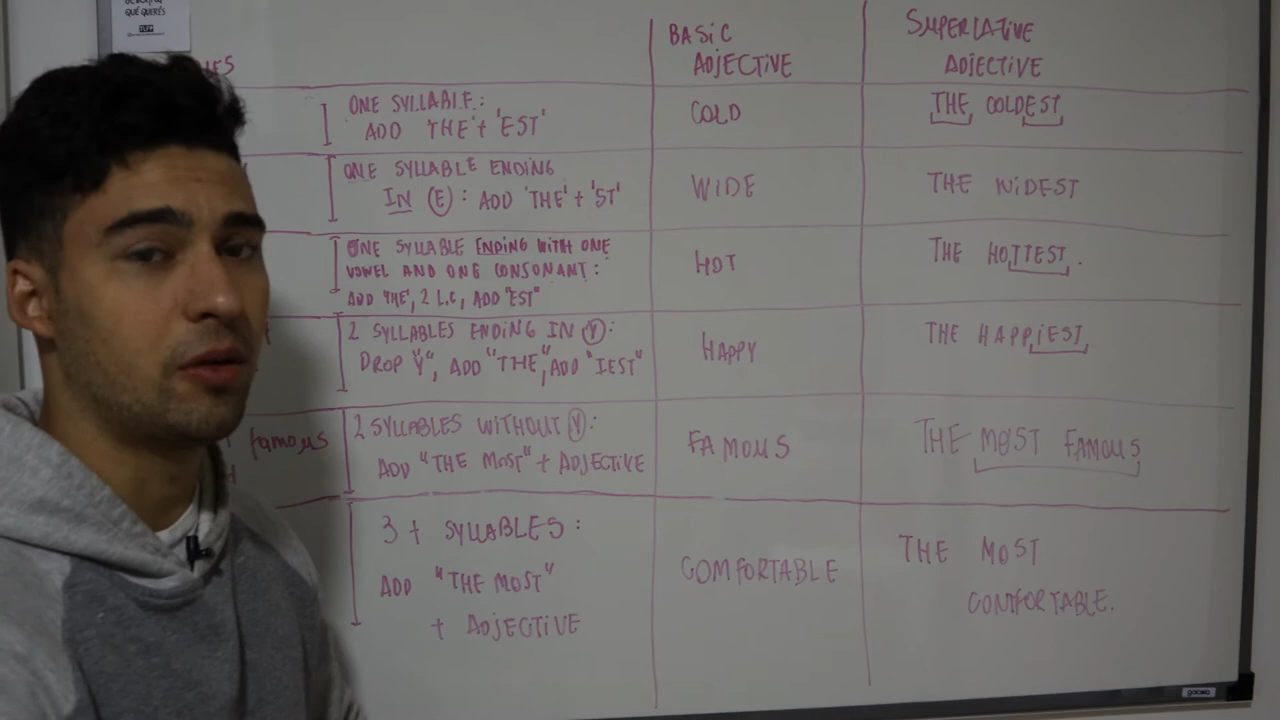 QUÉ QUERÉS
TLPP
BASIC
ADJECTIVE
SUPERLATIVE
ADJECTIVE
ONE SYLLABLE:
ADD 'THE' + 'EST'
COLD
THE COLDEST
ONE SYLLABLE ENDING
IN (E): ADD 'THE' + 'ST'
WIDE
THE WIDEST
ONE SYLLABLE ENDING WITH ONE
VOWEL AND ONE CONSONANT:
ADD 'THE', 2 L.C, ADD "EST"
HOT
THE HOTTEST.
2 SYLLABLES ENDING IN (Y):
DROP "Y", ADD "THE", ADD "IEST"
HAPPY
THE HAPPIEST
famous
2 SYLLABLES WITHOUT (Y):
ADD "THE MOST" + ADJECTIVE
FAMOUS
THE MOST FAMOUS
3 + SYLLABLES:
ADD "THE MOST"
+ ADJECTIVE
COMFORTABLE
THE MOST
COMFORTABLE.